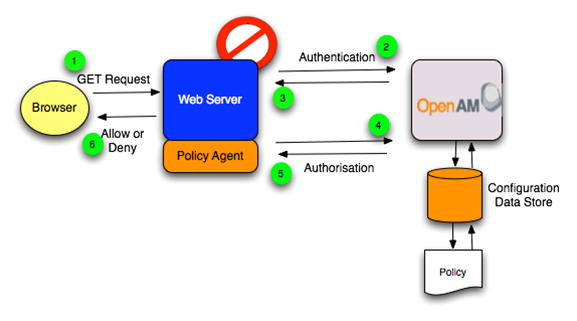 1
GET Request
Browser
Allow or
Deny
6
Web Server
Policy Agent
2
Authentication
3
4
5
Authorisation
OpenAM
Configuration
Data Store
Policy